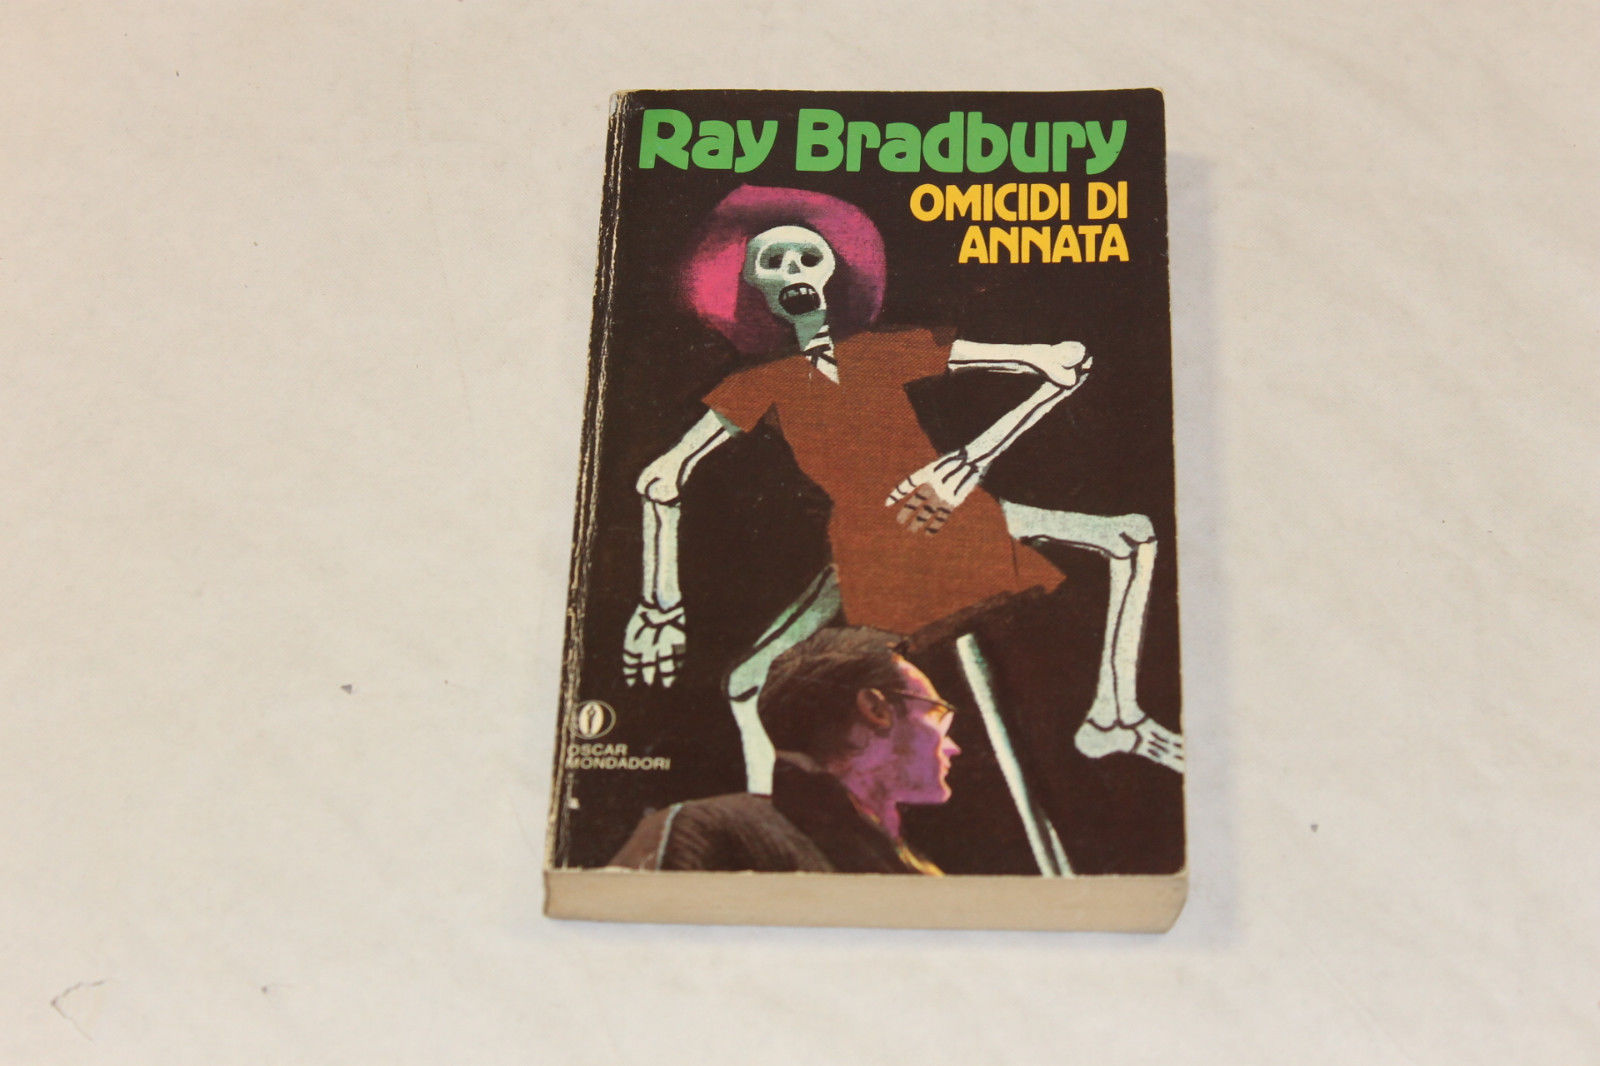 Ray Bradbury
OMICIDI DI
ANNATA
OSCAR
MONDADORI